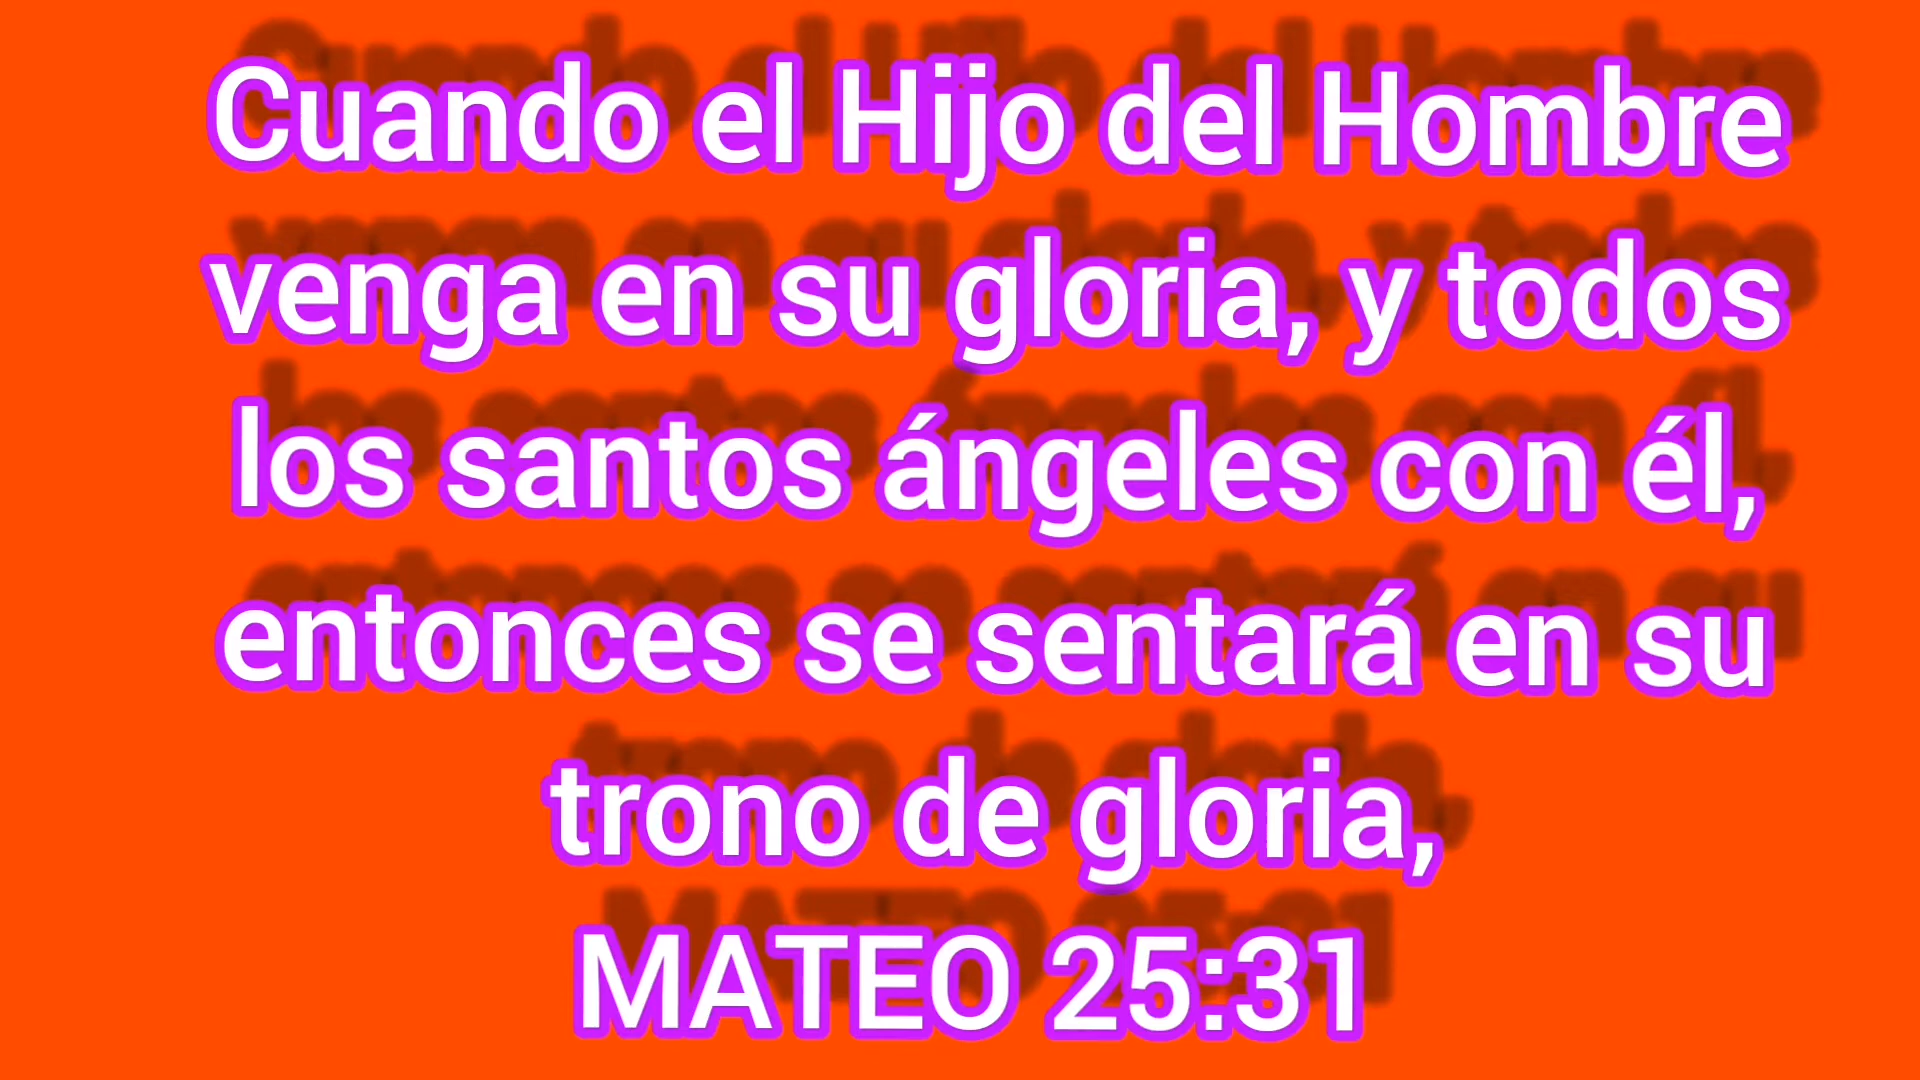 Cuando el Hijo del Hombre
venga en su gloria, y todos
los santos ángeles con él,
entonces se sentará en su
trono de gloria,
MATEO 25:31